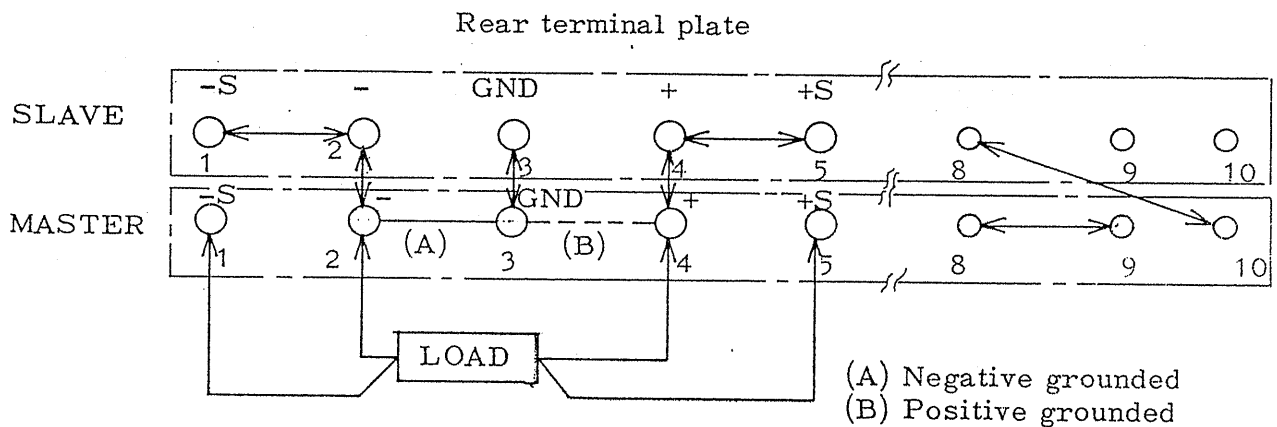 Rear terminal plate
-S - GND + +S
SLAVE
1 2 3 4 5 8 9 10
-S - GND + +S
MASTER
(A) (B)
1 2 3 4 5 8 9 10
LOAD
(A) Negative grounded
(B) Positive grounded